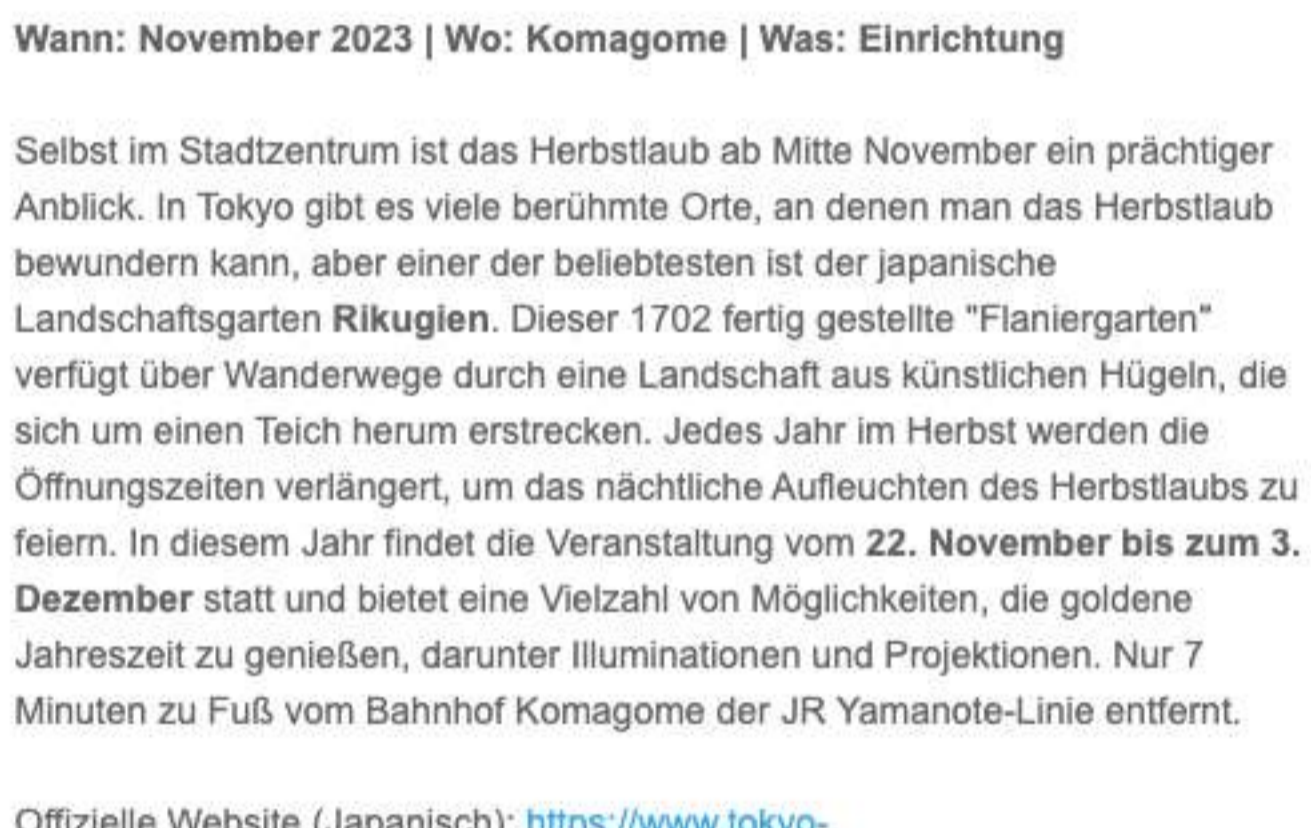 Wann: November 2023 | Wo: Komagome | Was: Einrichtung
Selbst im Stadtzentrum ist das Herbstlaub ab Mitte November ein prächtiger
Anblick. In Tokyo gibt es viele berühmte Orte, an denen man das Herbstlaub
bewundern kann, aber einer der beliebtesten ist der japanische
Landschaftsgarten Rikugien. Dieser 1702 fertig gestellte "Flaniergarten"
verfügt über Wanderwege durch eine Landschaft aus künstlichen Hügeln, die
sich um einen Teich herum erstrecken. Jedes Jahr im Herbst werden die
Öffnungszeiten verlängert, um das nächtliche Aufleuchten des Herbstlaubs zu
feiern. In diesem Jahr findet die Veranstaltung vom 22. November bis zum 3.
Dezember statt und bietet eine Vielzahl von Möglichkeiten, die goldene
Jahreszeit zu genießen, darunter Illuminationen und Projektionen. Nur 7
Minuten zu Fuß vom Bahnhof Komagome der JR Yamanote-Linie entfernt.
Offizielle Website (Japanisch): https://www.tokyo-